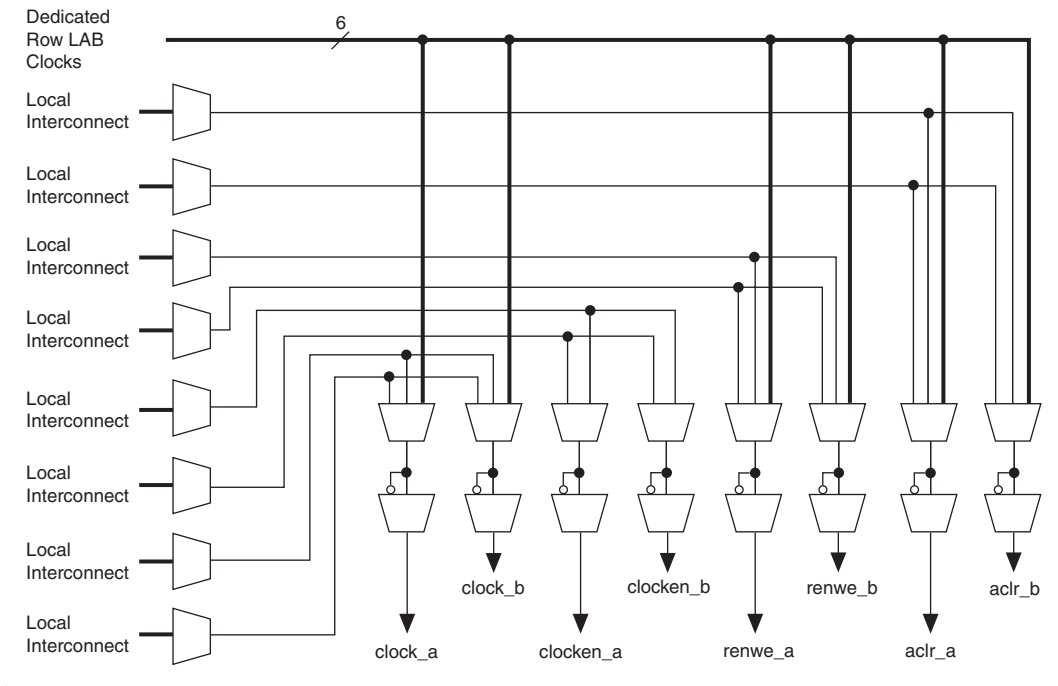 Dedicated
Row LAB
Clocks
6
Local
Interconnect
Local
Interconnect
Local
Interconnect
Local
Interconnect
Local
Interconnect
Local
Interconnect
Local
Interconnect
Local
Interconnect
clock_b
clocken_b
renwe_b
aclr_b
clock_a
clocken_a
renwe_a
aclr_a